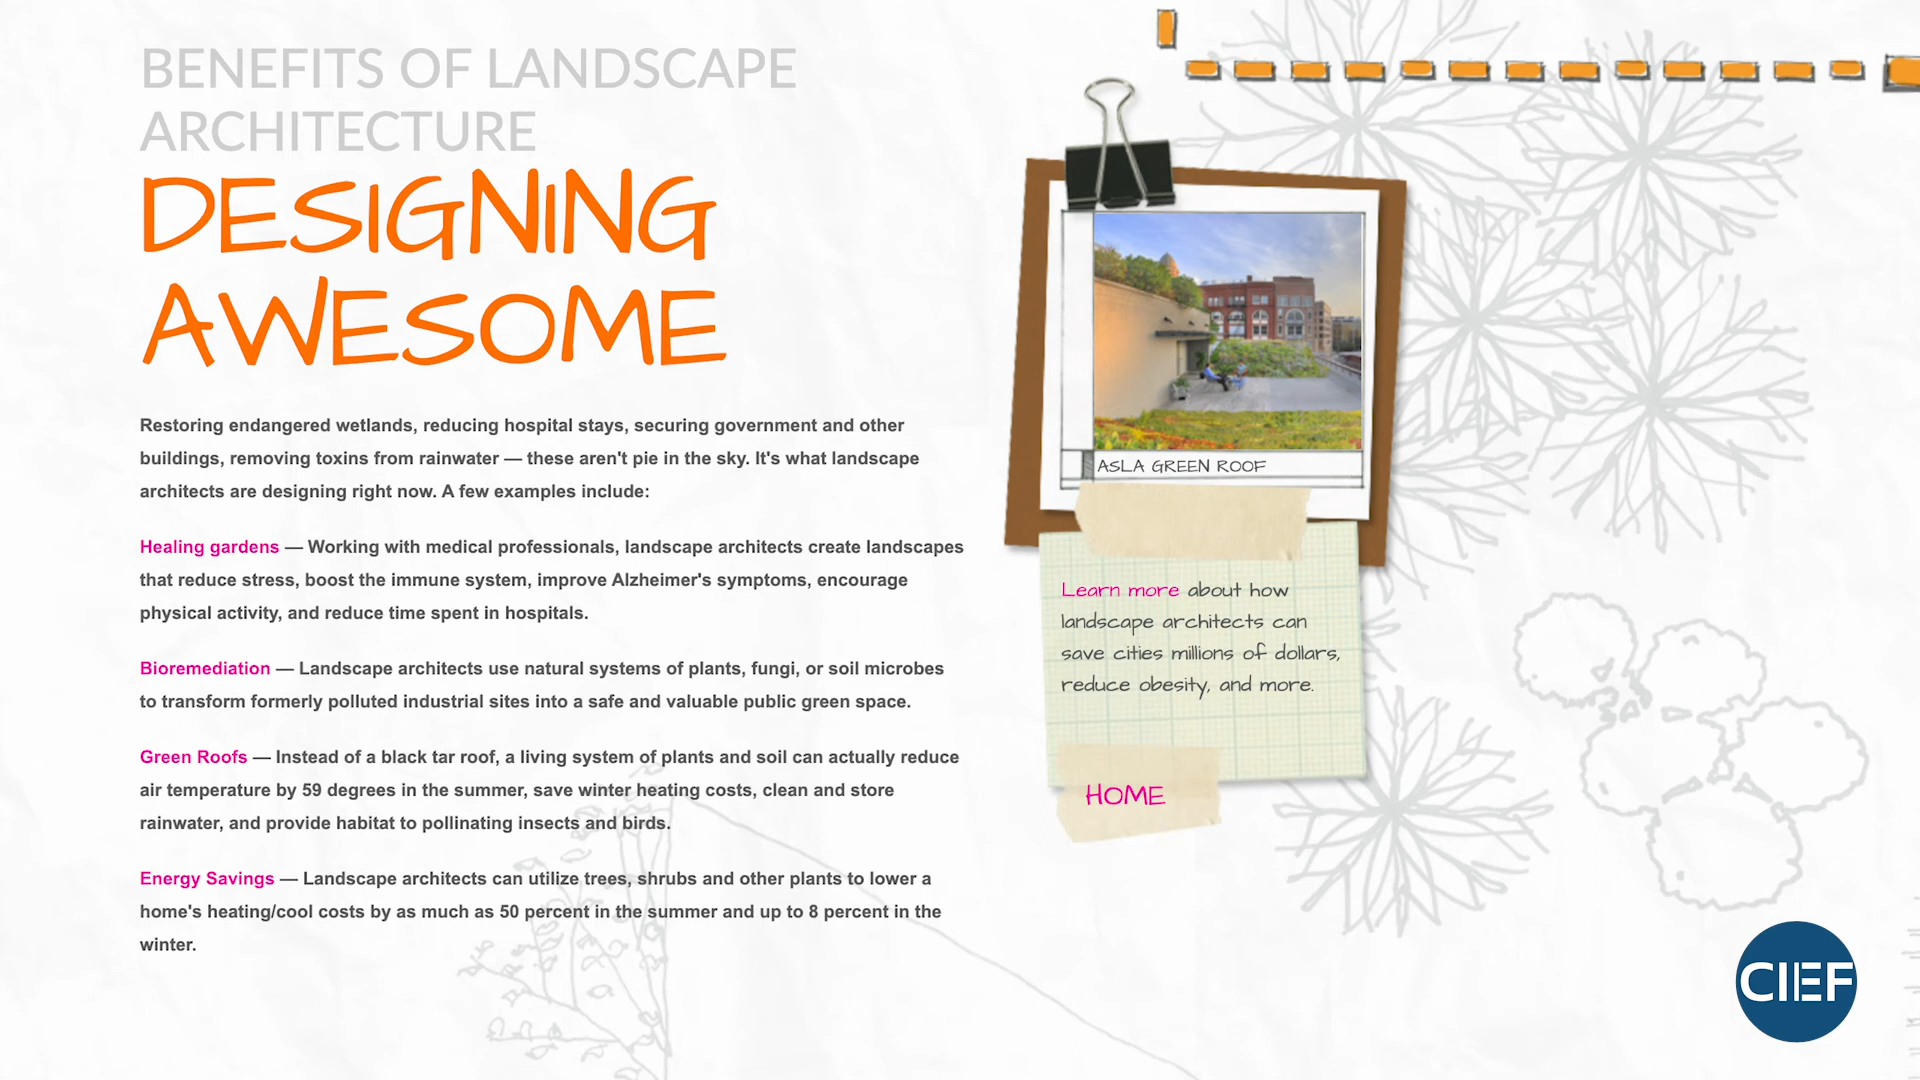 BENEFITS OF LANDSCAPE
ARCHITECTURE
DESIGNING
AWESOME
Restoring endangered wetlands, reducing hospital stays, securing government and other
buildings, removing toxins from rainwater — these aren't pie in the sky. It's what landscape
architects are designing right now. A few examples include:
Healing gardens — Working with medical professionals, landscape architects create landscapes
that reduce stress, boost the immune system, improve Alzheimer's symptoms, encourage
physical activity, and reduce time spent in hospitals.
Bioremediation — Landscape architects use natural systems of plants, fungi, or soil microbes
to transform formerly polluted industrial sites into a safe and valuable public green space.
Green Roofs — Instead of a black tar roof, a living system of plants and soil can actually reduce
air temperature by 59 degrees in the summer, save winter heating costs, clean and store
rainwater, and provide habitat to pollinating insects and birds.
Energy Savings — Landscape architects can utilize trees, shrubs and other plants to lower a
home's heating/cool costs by as much as 50 percent in the summer and up to 8 percent in the
winter.
ASLA GREEN ROOF
Learn more about how
landscape architects can
save cities millions of dollars,
reduce obesity, and more.
HOME
CIEF